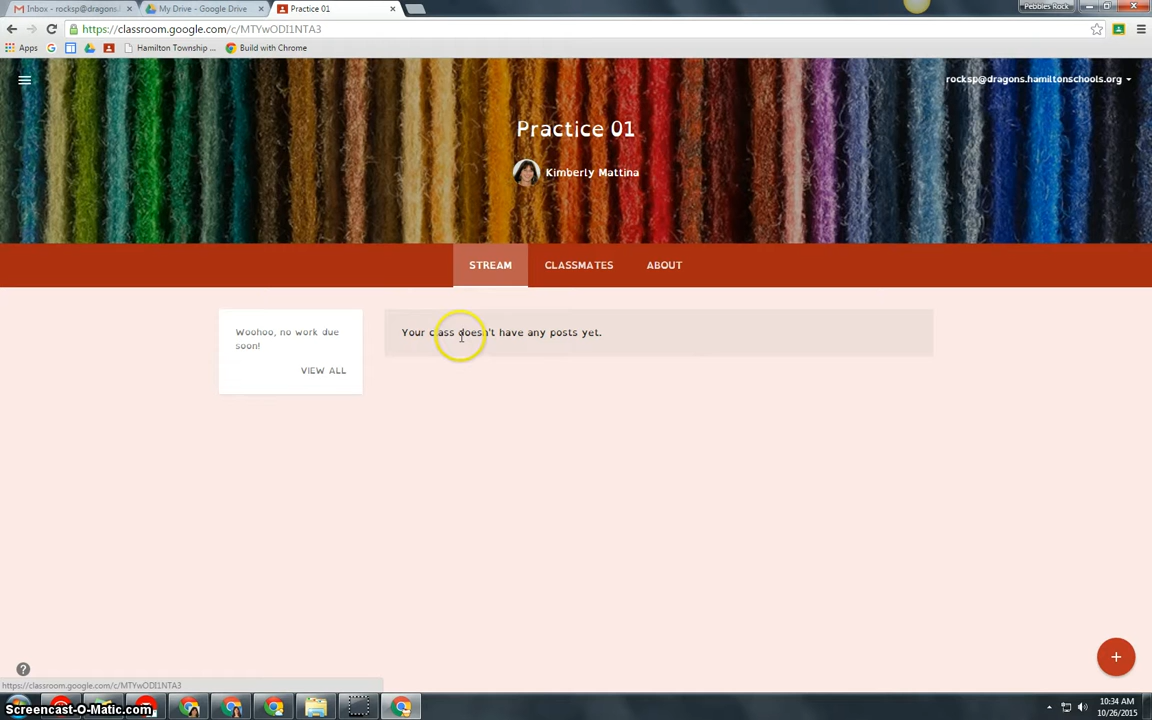 Inbox - rocksp@dragons.h
My Drive - Google Drive
Practice 01
Pebbles Rock
https://classroom.google.com/c/MTYwODI1NTA3
Apps
Hamilton Township ...
Build with Chrome
rocksp@dragons.hamiltonschools.org
Practice 01
Kimberly Mattina
STREAM
CLASSMATES
ABOUT
Woohoo, no work due
soon!
VIEW ALL
Your class doesn't have any posts yet.
+
?
https://classroom.google.com/c/MTYwODI1NTA3
Screencast-O-Matic.com
10:34 AM
10/26/2015